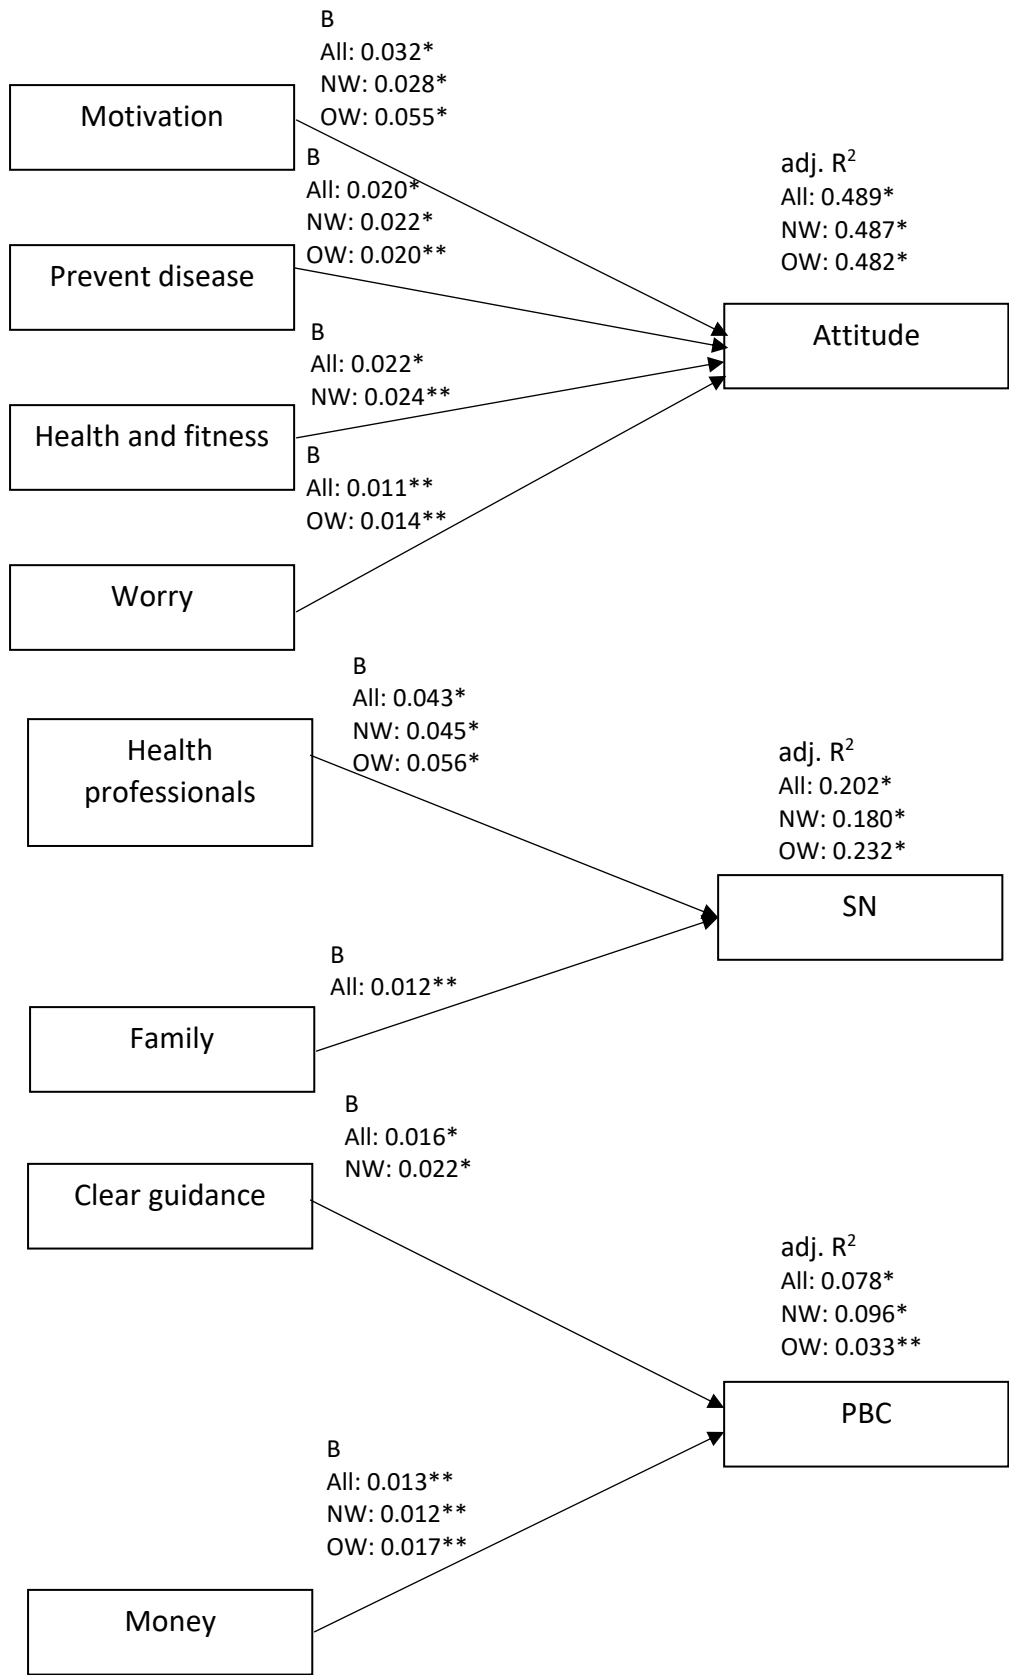 B
All: 0.032*
NW: 0.028*
OW: 0.055*
Motivation
B
All: 0.020*
NW: 0.022*
OW: 0.020**
adj. R²
All: 0.489*
NW: 0.487*
OW: 0.482*
Prevent disease
Attitude
B
All: 0.022*
NW: 0.024**
Health and fitness
B
All: 0.011**
OW: 0.014**
Worry
B
All: 0.043*
NW: 0.045*
OW: 0.056*
Health
professionals
adj. R²
All: 0.202*
NW: 0.180*
OW: 0.232*
SN
B
All: 0.012**
Family
B
All: 0.016*
NW: 0.022*
Clear guidance
adj. R²
All: 0.078*
NW: 0.096*
OW: 0.033**
PBC
B
All: 0.013**
NW: 0.012**
OW: 0.017**
Money